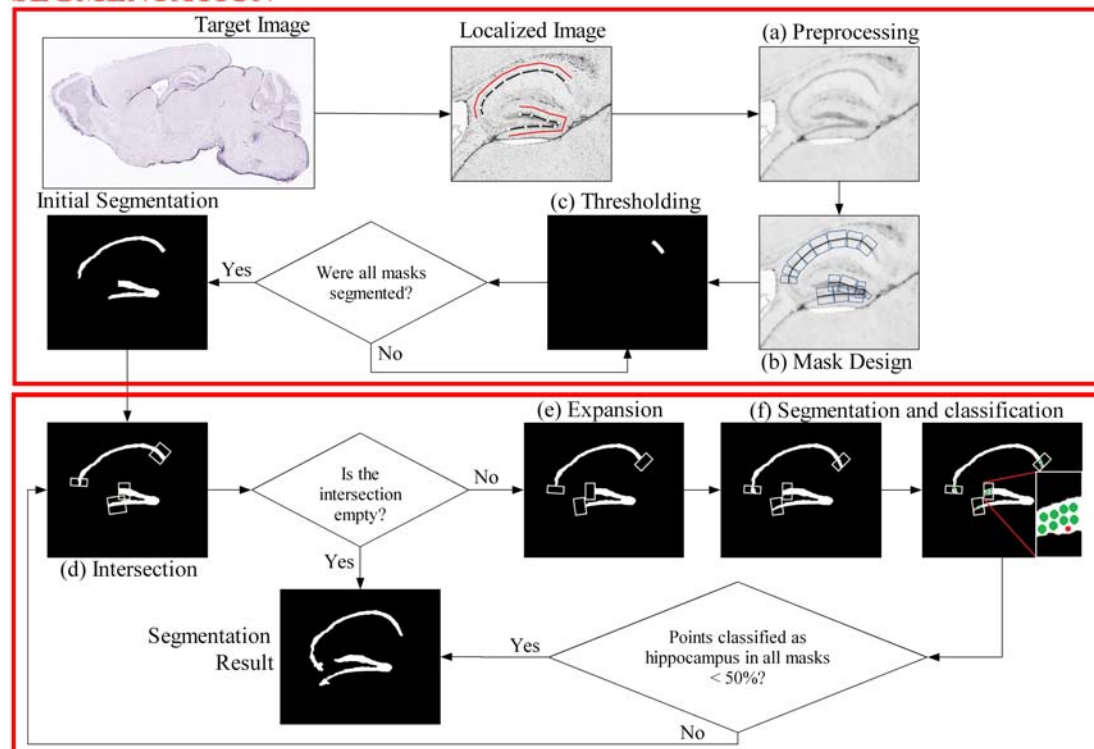 Target Image
Localized Image
(a) Preprocessing
Initial Segmentation
(c) Thresholding
Yes
Were all masks
segmented?
No
(b) Mask Design
(e) Expansion
(f) Segmentation and classification
Is the
intersection
empty?
No
(d) Intersection
Yes
Segmentation
Result
Yes
Points classified as
hippocampus in all masks
< 50%?
No